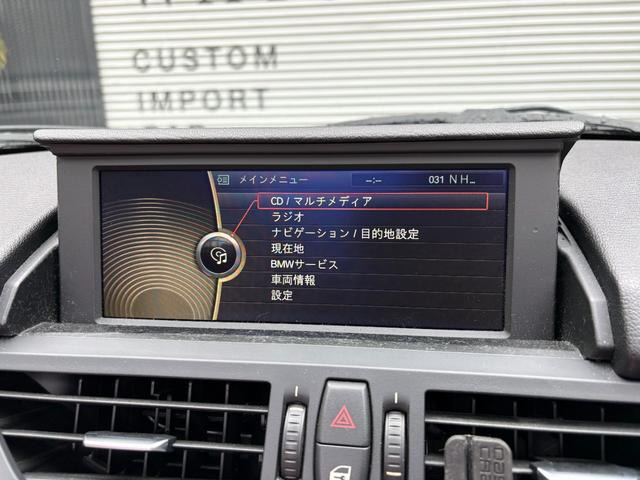 CUSTOM
IMPORT
メインメニュー --:-- 031 NH...
CD / マルチメディア
ラジオ
ナビゲーション / 目的地設定
現在地
BMWサービス
車両情報
設定